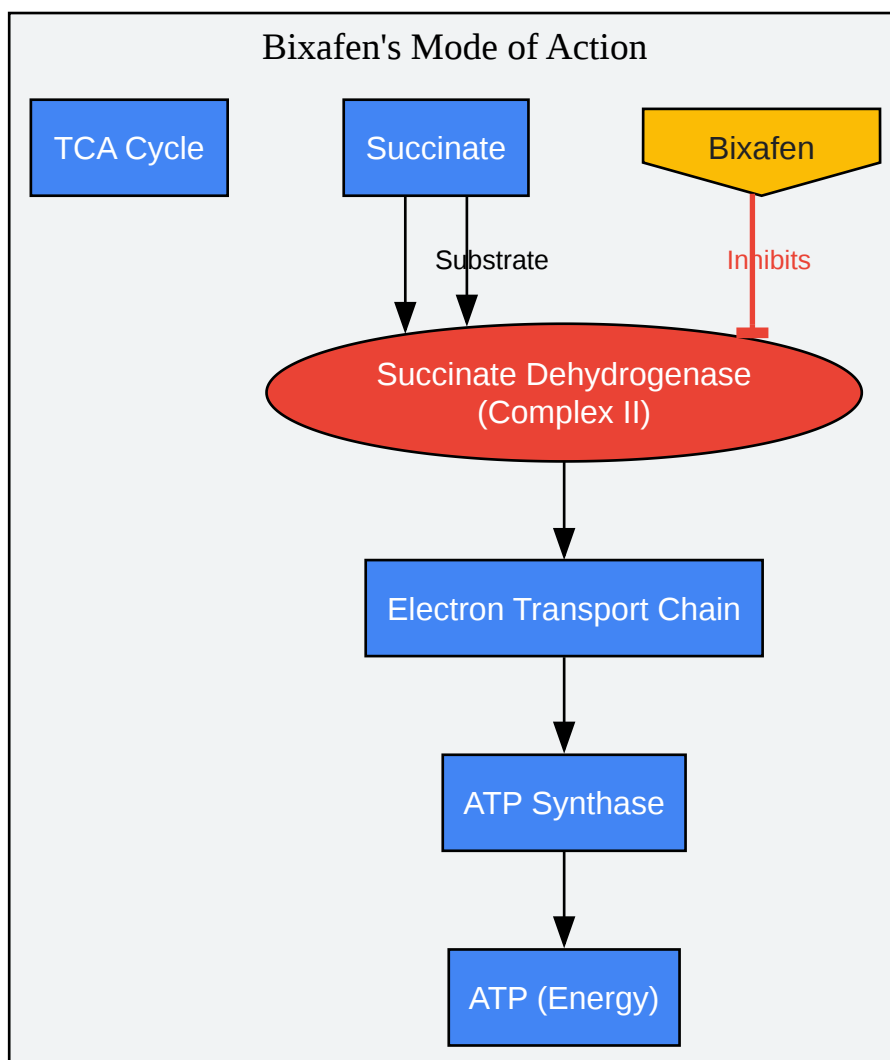 Bixafen's Mode of Action
TCA Cycle
Succinate
Bixafen
Substrate
Inhibits
Succinate Dehydrogenase
(Complex II)
Electron Transport Chain
ATP Synthase
ATP (Energy)